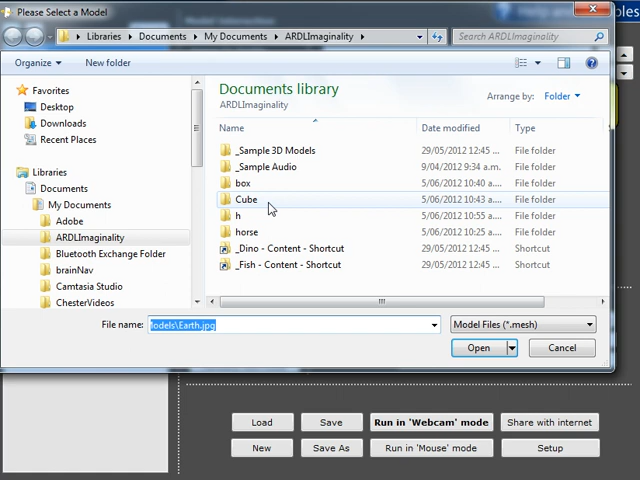 Please Select a Model
Libraries
Documents
My Documents
ARDLImaginality
Search ARDLImaginality
Organize
New folder
Favorites
Desktop
Downloads
Recent Places
Libraries
Documents
My Documents
Adobe
ARDLImaginality
Bluetooth Exchange Folder
brainNav
Camtasia Studio
ChesterVideos
Documents library
ARDLImaginality
Arrange by: Folder
Name Date modified Type
_Sample 3D Models 29/05/2012 12:45 ... File folder
_Sample Audio 9/04/2012 9:34 a.m. File folder
box 5/06/2012 10:40 a.... File folder
Cube 5/06/2012 10:43 a.... File folder
h 5/06/2012 10:55 a.... File folder
horse 5/06/2012 10:25 a.... File folder
_Dino - Content - Shortcut 29/05/2012 12:45 ... Shortcut
_Fish - Content - Shortcut 29/05/2012 12:45 ... Shortcut
File name: Models\Earth.jpg Model Files (*.mesh)
Open Cancel
Load Save Run in 'Webcam' mode Share with internet
New Save As Run in 'Mouse' mode Setup